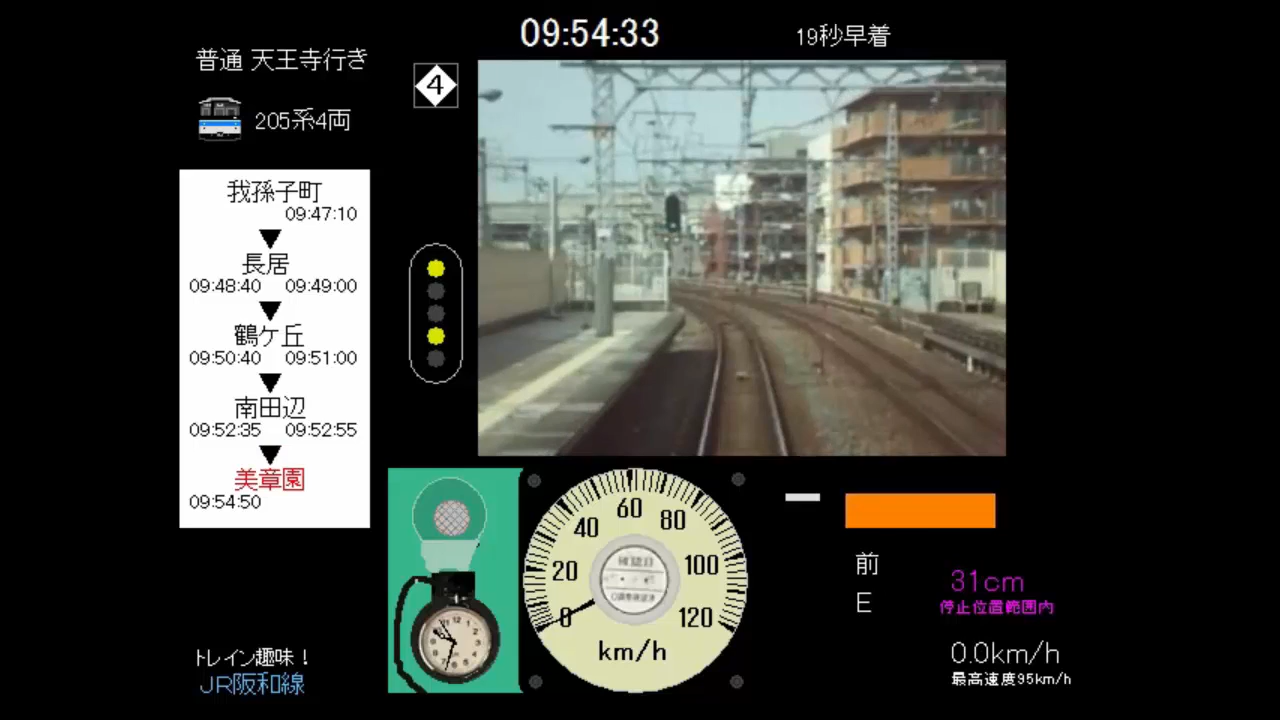 09:54:33
19秒早着
普通 天王寺行き
4
205系4両
我孫子町
09:47:10
長居
09:48:40 09:49:00
鶴ケ丘
09:50:40 09:51:00
南田辺
09:52:35 09:52:55
美章園
09:54:50
0 20 40 60 80 100 120
km/h
前
E
31cm
停止位置範囲内
0.0km/h
最高速度95km/h
トレイン趣味！
JR阪和線